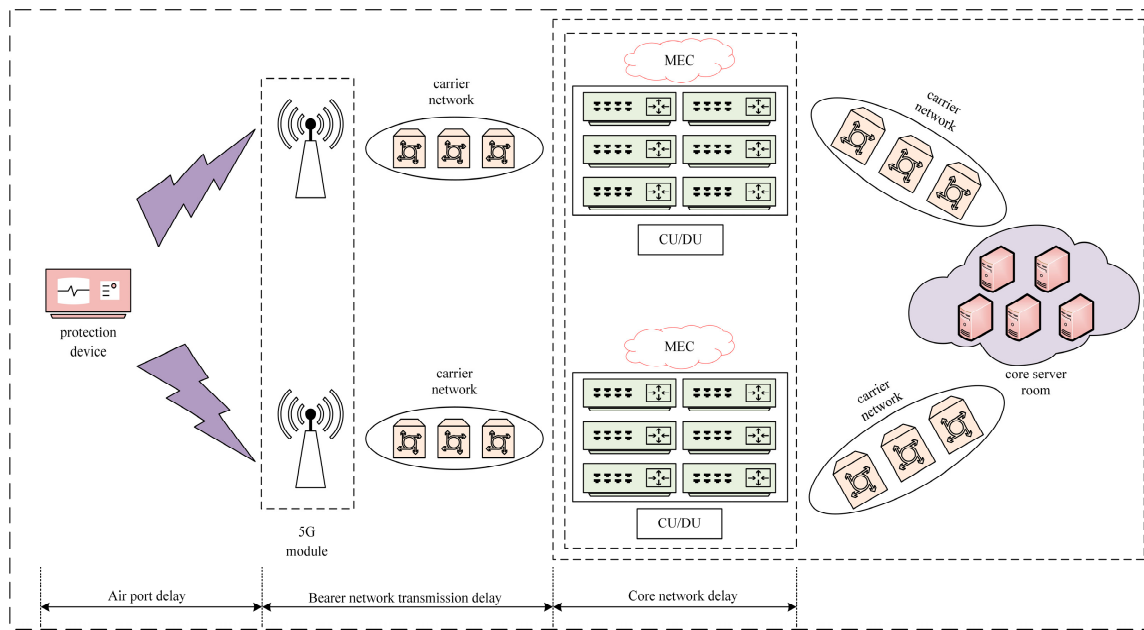 MEC
carrier
network
carrier
network
CU/DU
protection
device
MEC
carrier
network
core server
room
carrier
network
CU/DU
5G
module
Air port delay
Bearer network transmission delay
Core network delay